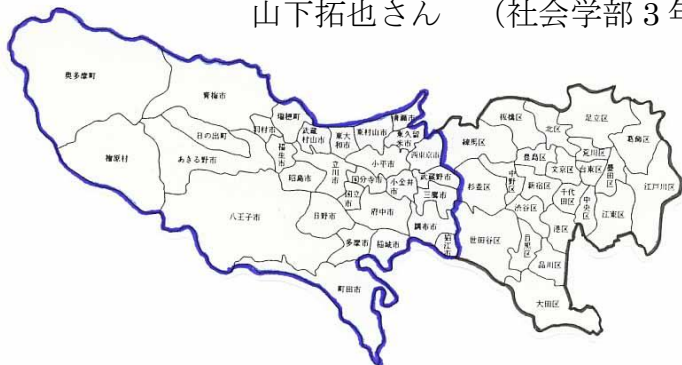 山下拓也さん (社会学部3年
奥多摩町
青梅市
瑞穂町
羽村市
武蔵
村山市
東大
和市
東村山市
清瀬市
東久留
米市
西東京市
日の出町
檜原村
あきる野市
福生市
昭島市
立川市
小平市
国分寺市
小金井
市
武蔵野市
三鷹市
国立
市
八王子市
日野市
府中市
調布市
狛江市
多摩市
稲城市
町田市
板橋区
北区
足立区
葛飾区
練馬区
豊島区
荒川区
文京区
台東区
墨田区
江戸川区
杉並区
中野区
新宿区
千代
田区
中央区
江東区
渋谷区
港区
世田谷区
目黒区
品川区
大田区